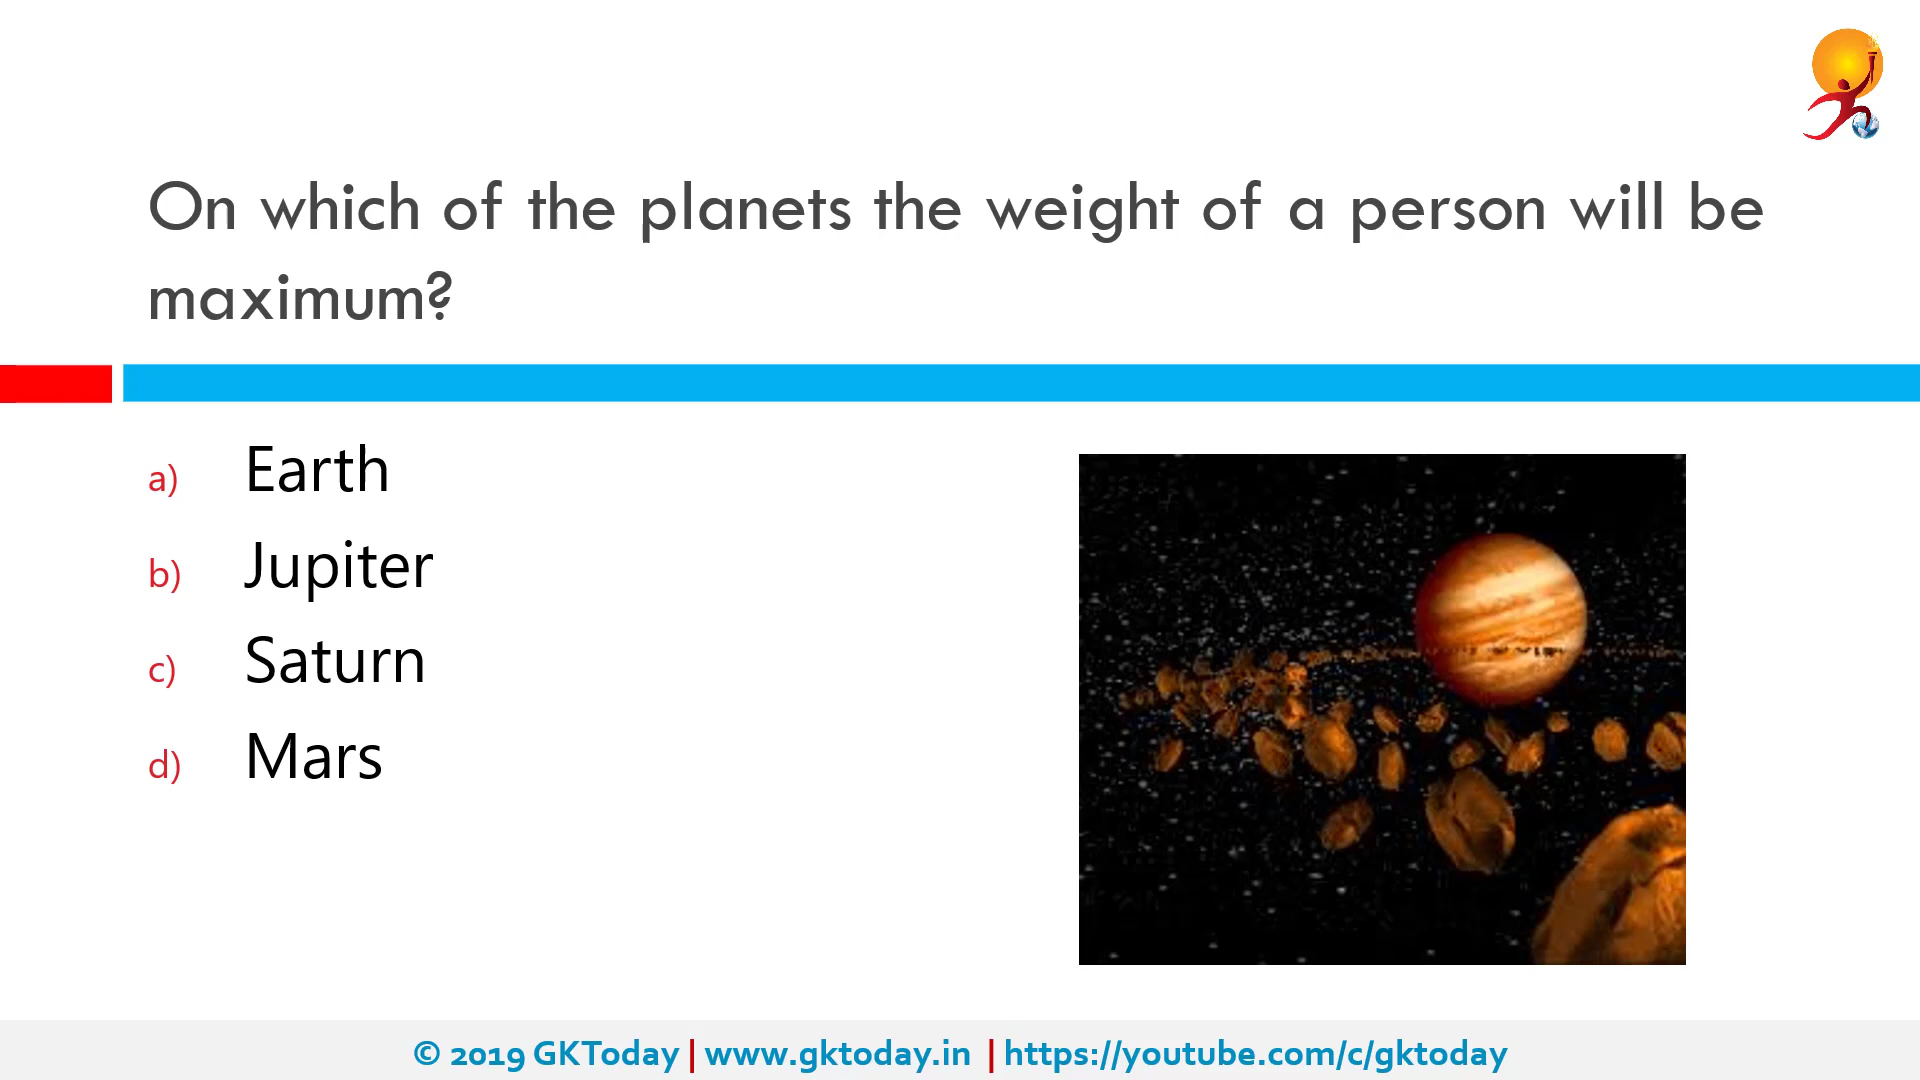 On which of the planets the weight of a person will be
maximum?
a) Earth
b) Jupiter
c) Saturn
d) Mars
© 2019 GKToday | www.gktoday.in | https://youtube.com/c/gktoday